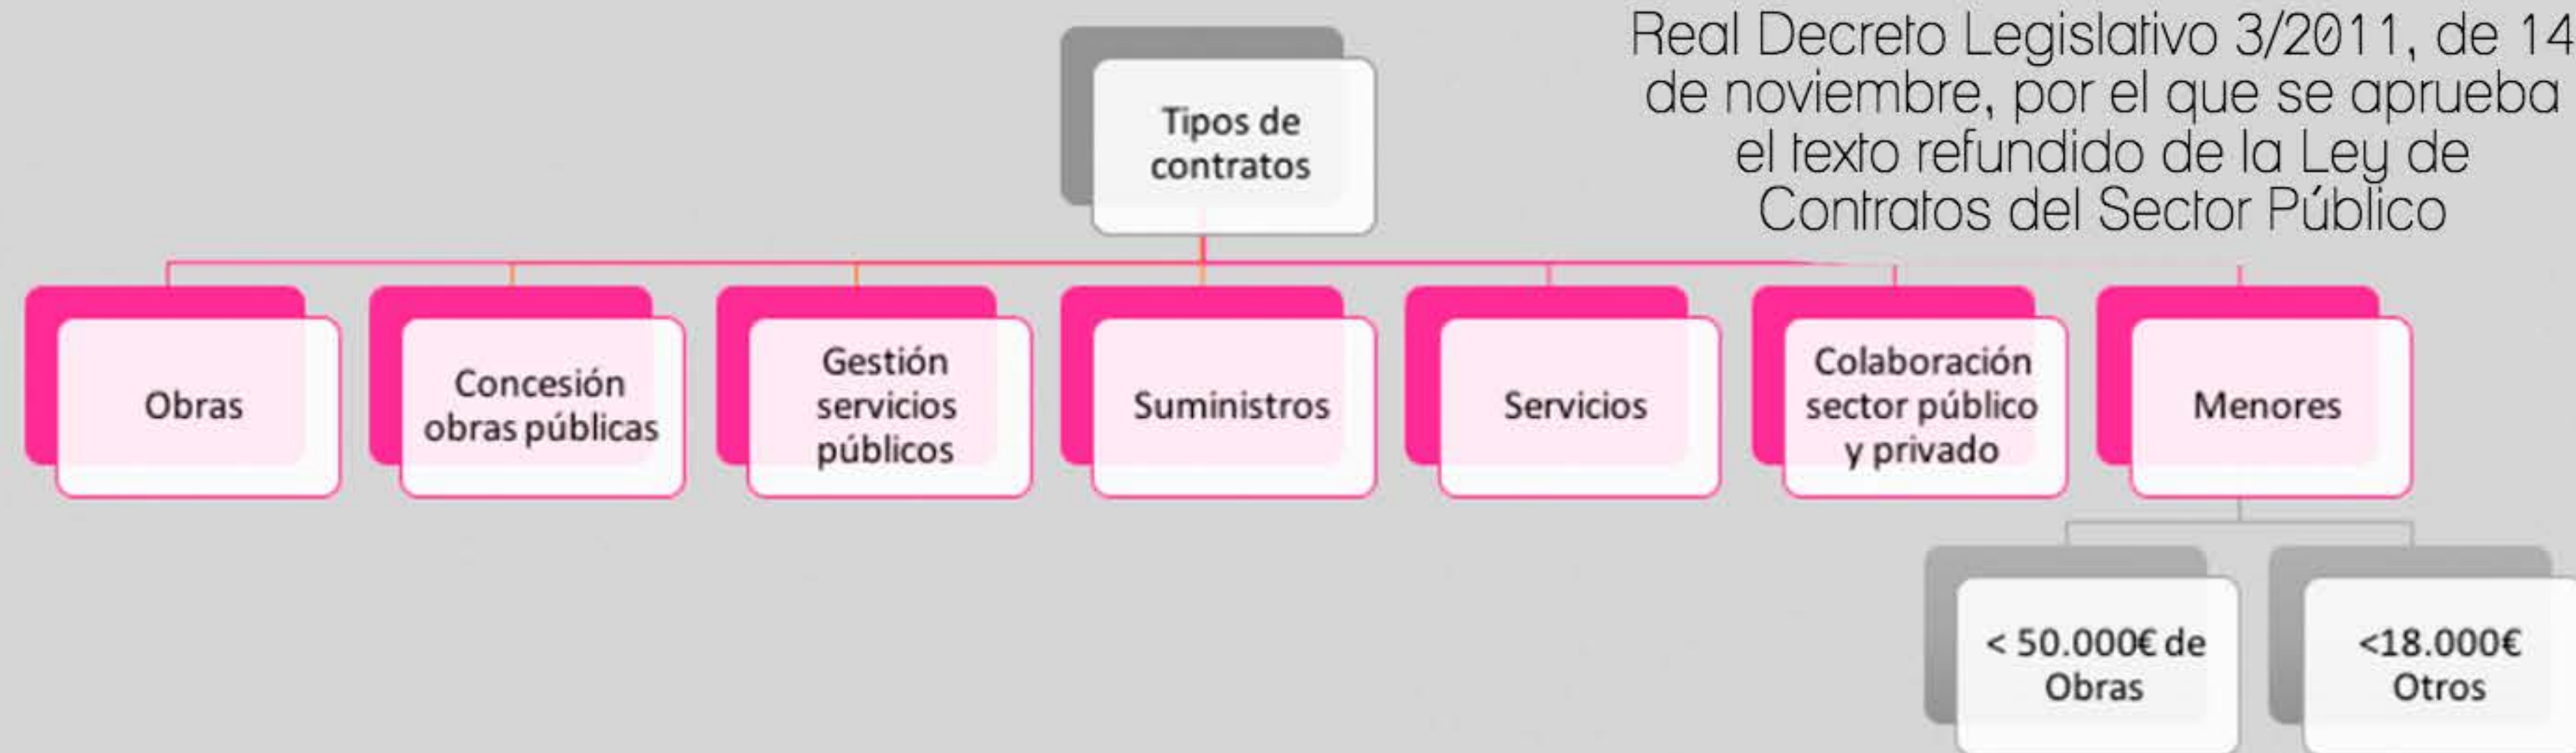 Real Decreto Legislativo 3/2011, de 14
de noviembre, por el que se aprueba
el texto refundido de la Ley de
Contratos del Sector Público
Tipos de
contratos
Obras
Concesión
obras públicas
Gestión
servicios
públicos
Suministros
Servicios
Colaboración
sector público
y privado
Menores
< 50.000€ de
Obras
<18.000€
Otros